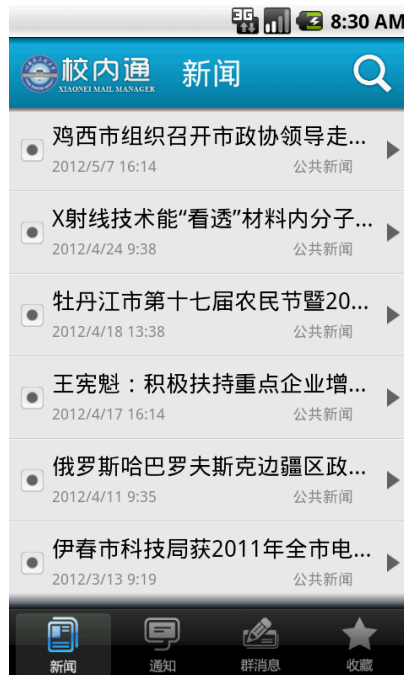 3G 8:30 AM
校内通 新闻
XIAONEI MAIL MANAGER
鸡西市组织召开市政协领导走...
2012/5/7 16:14 公共新闻
X射线技术能“看透”材料内分子...
2012/4/24 9:38 公共新闻
牡丹江市第十七届农民节暨20...
2012/4/18 13:38 公共新闻
王宪魁：积极扶持重点企业增...
2012/4/17 16:14 公共新闻
俄罗斯哈巴罗夫斯克边疆区政...
2012/4/11 9:35 公共新闻
伊春市科技局获2011年全市电...
2012/3/13 9:19 公共新闻
新闻 通知 群消息 收藏